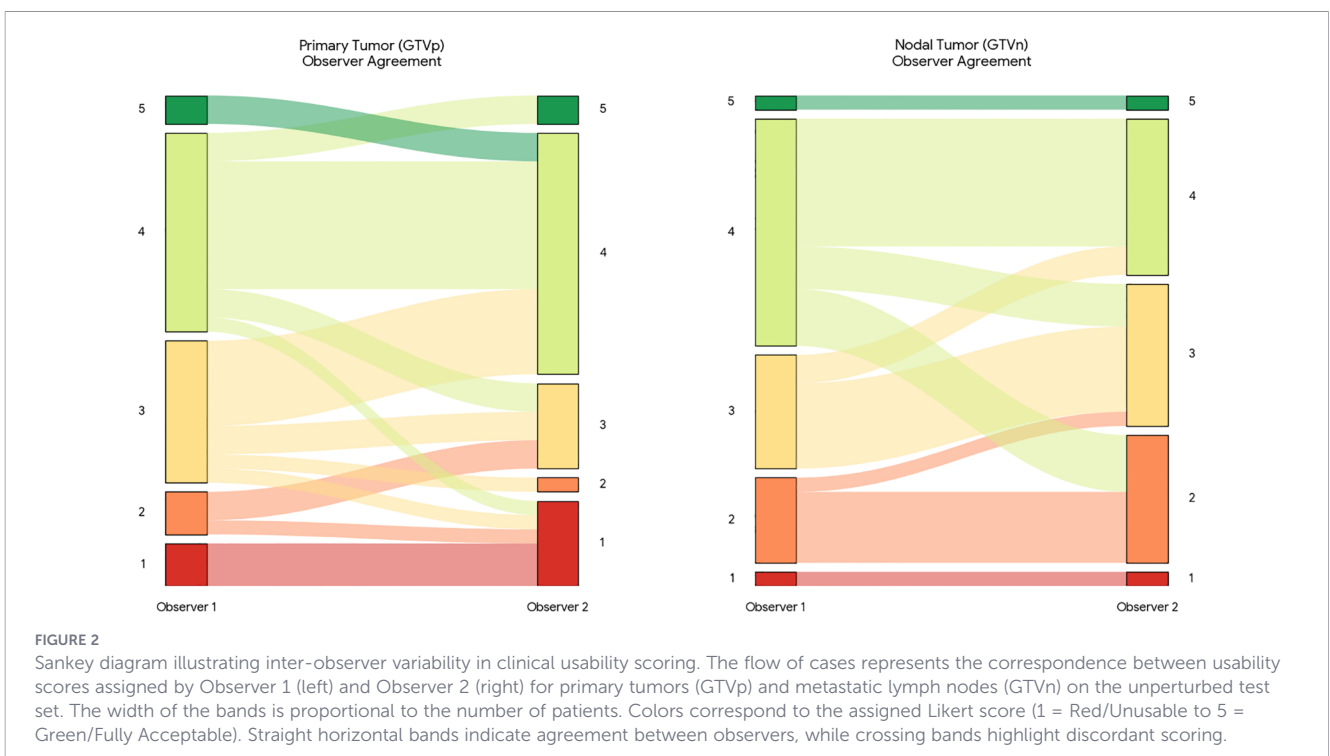 Primary Tumor (GTVp)
Observer Agreement
5
4
3
2
1
5
4
3
2
1
Observer 1
Observer 2
Nodal Tumor (GTVn)
Observer Agreement
5
4
3
2
1
5
4
3
2
1
Observer 1
Observer 2
FIGURE 2
Sankey diagram illustrating inter-observer variability in clinical usability scoring. The flow of cases represents the correspondence between usability
scores assigned by Observer 1 (left) and Observer 2 (right) for primary tumors (GTVp) and metastatic lymph nodes (GTVn) on the unperturbed test
set. The width of the bands is proportional to the number of patients. Colors correspond to the assigned Likert score (1 = Red/Unusable to 5 =
Green/Fully Acceptable). Straight horizontal bands indicate agreement between observers, while crossing bands highlight discordant scoring.